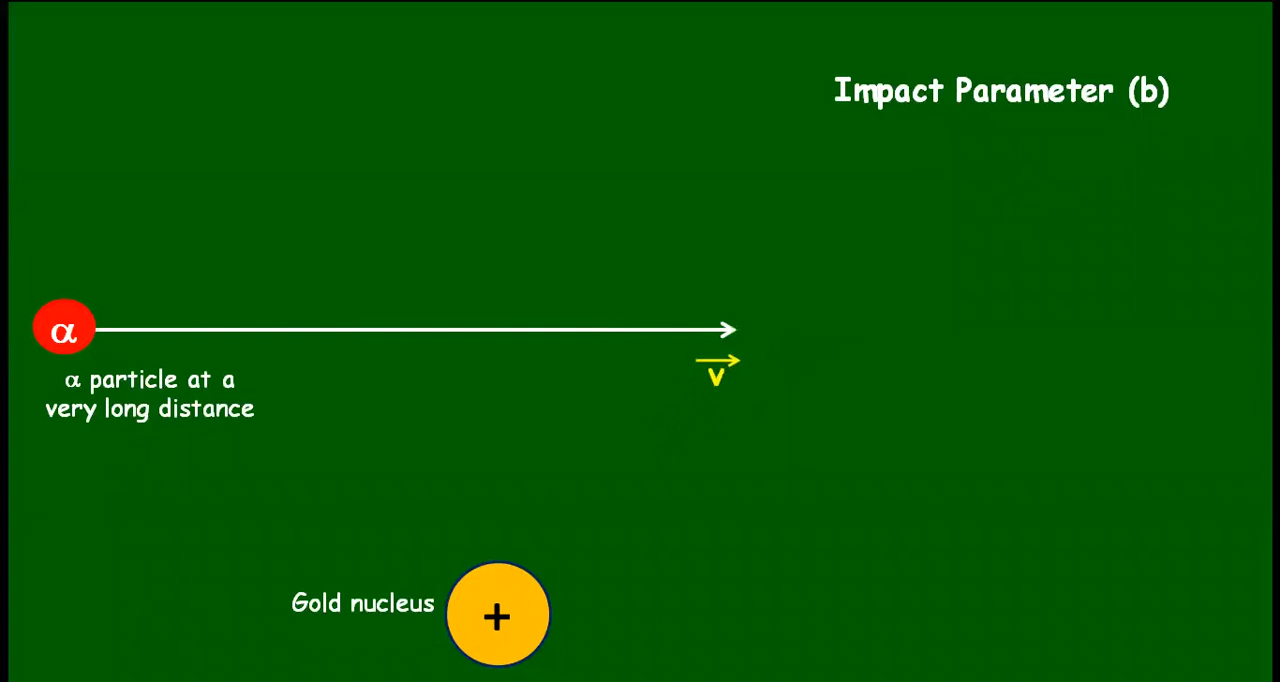 Impact Parameter (b)
α
α particle at a
very long distance
v
Gold nucleus
+